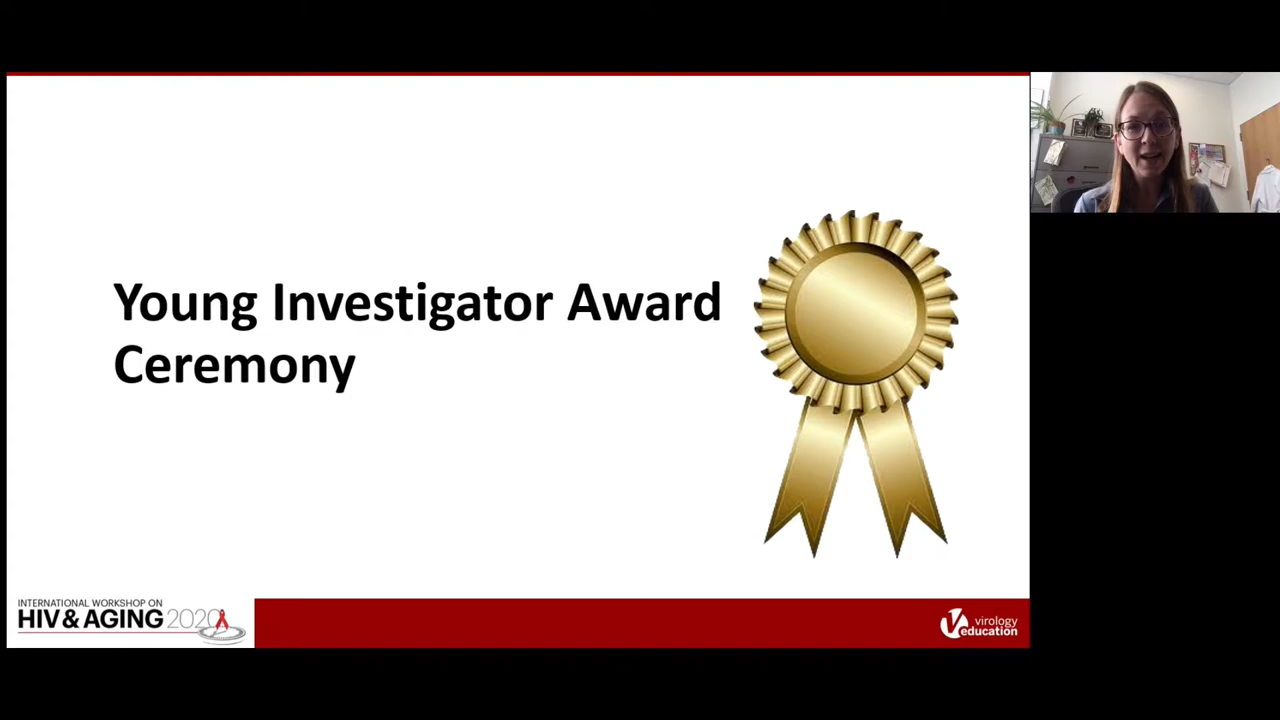 Young Investigator Award
Ceremony
INTERNATIONAL WORKSHOP ON
HIV & AGING 2020
virology
education